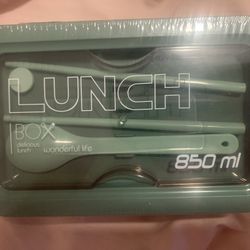 LUNCH
BOX
delicious
lunch
wonderful life
850 ml